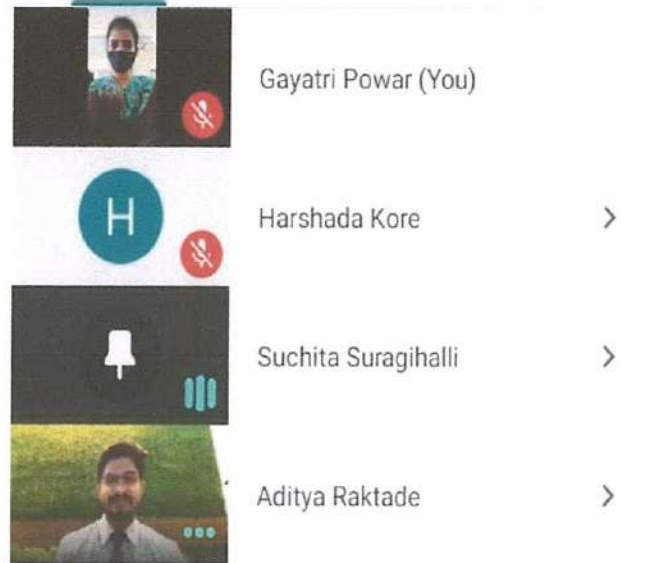 Gayatri Powar (You)
H
Harshada Kore
Suchita Suragihalli
Aditya Raktade